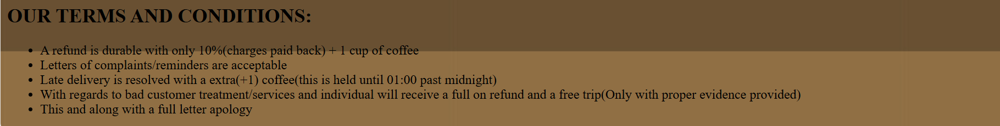 OUR TERMS AND CONDITIONS:
• A refund is durable with only 10%(charges paid back) + 1 cup of coffee
• Letters of complaints/reminders are acceptable
• Late delivery is resolved with a extra(+1) coffee(this is held until 01:00 past midnight)
• With regards to bad customer treatment/services and individual will receive a full on refund and a free trip(Only with proper evidence provided)
• This and along with a full letter apology